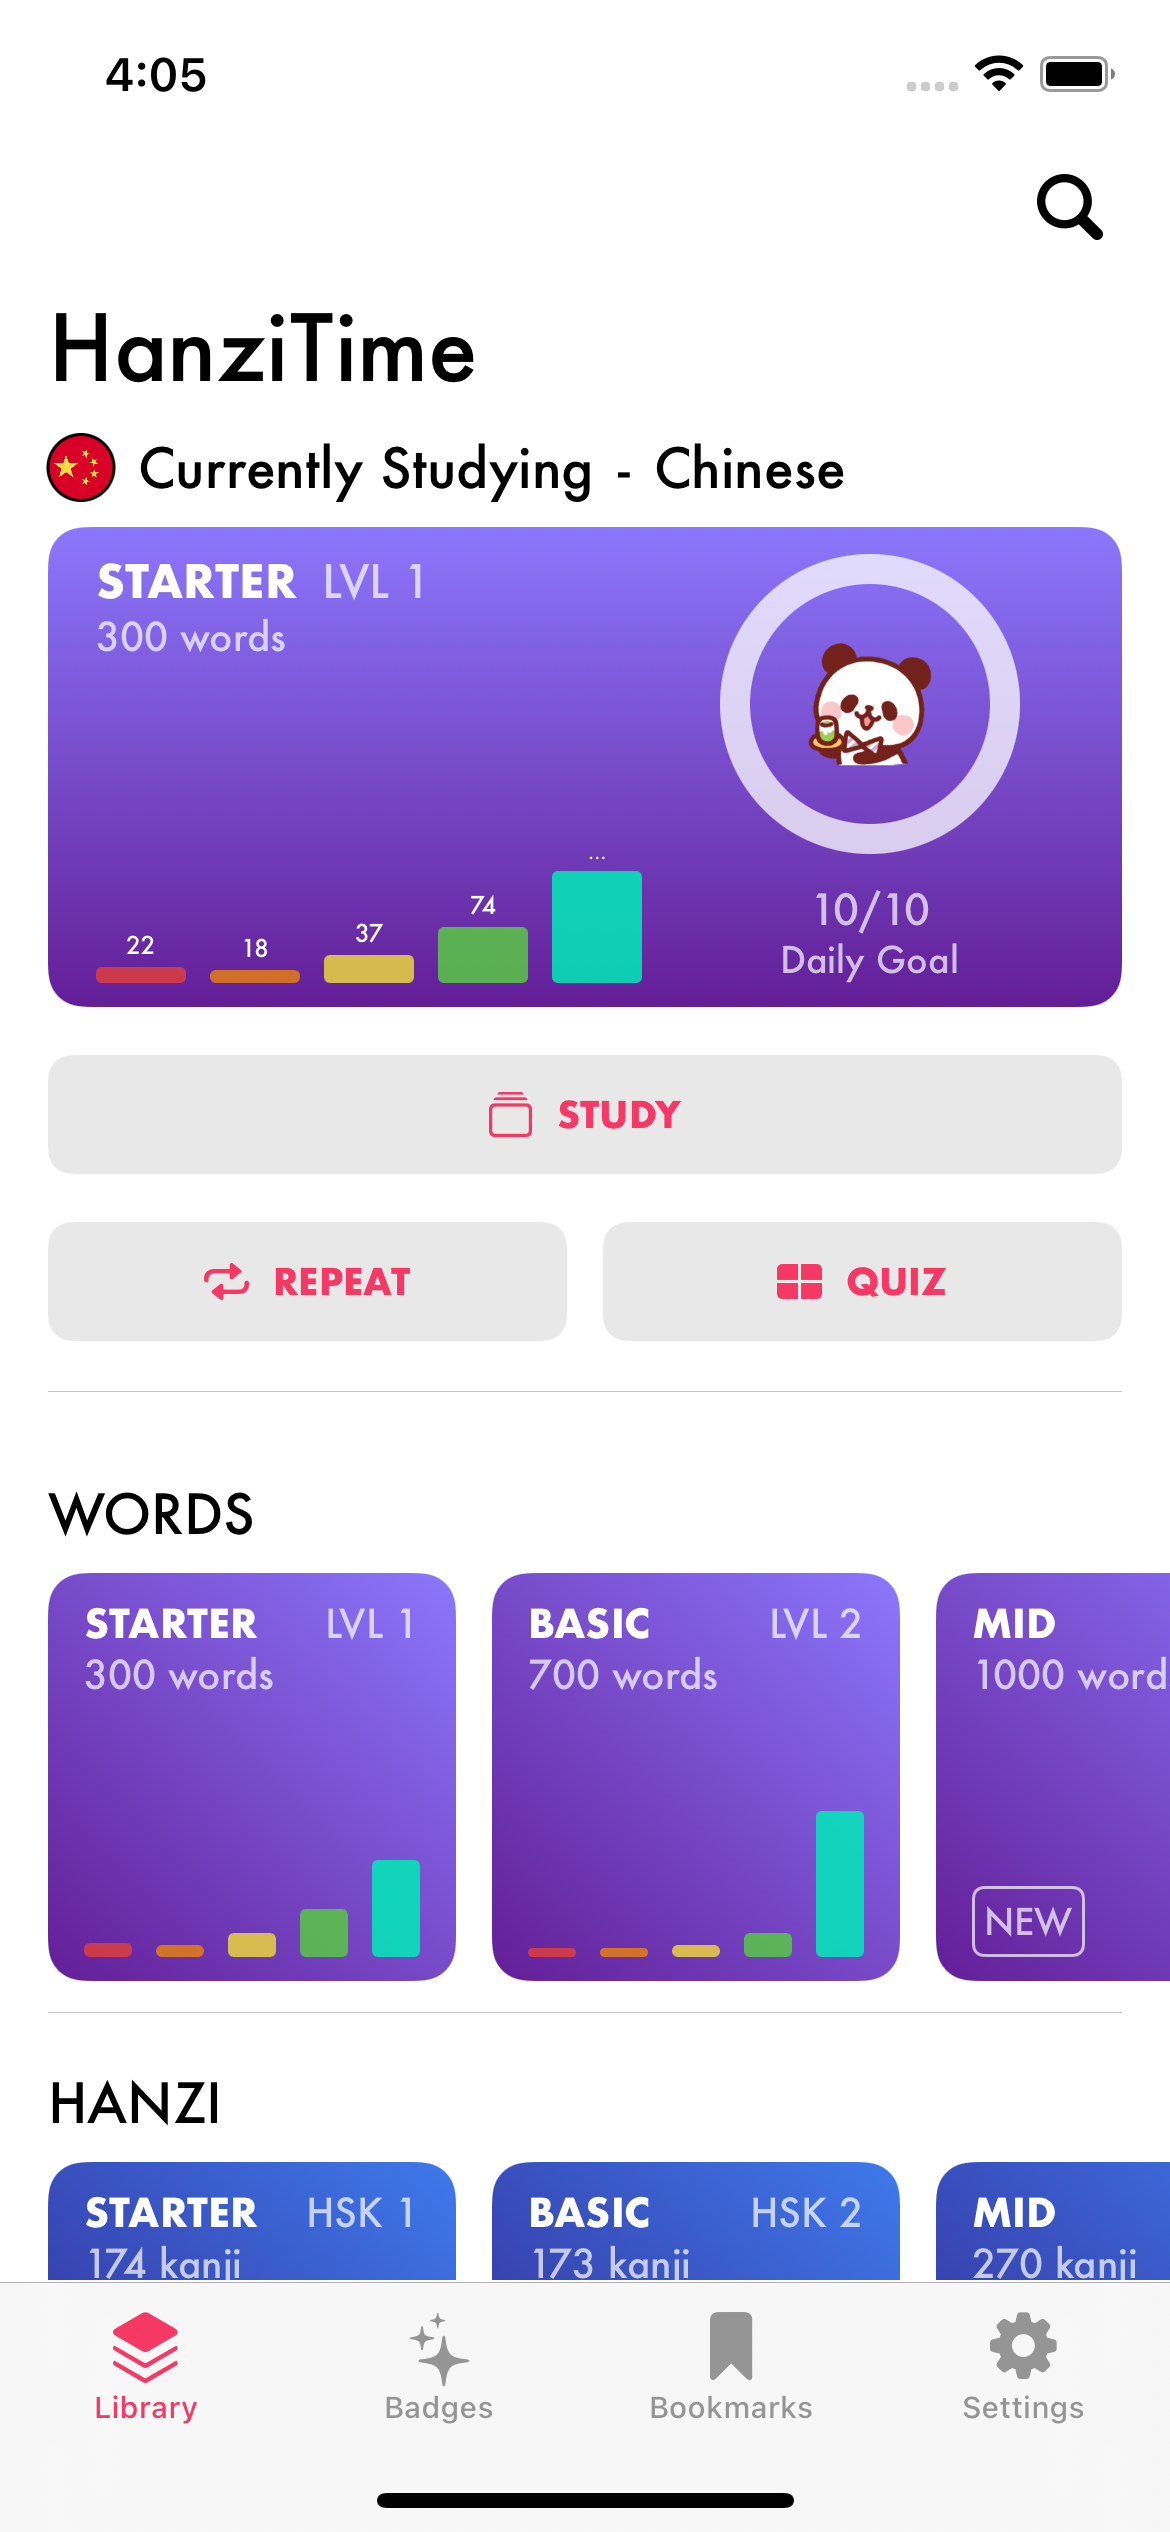 4:05
HanziTime
Currently Studying - Chinese
STARTER LVL 1
300 words
...
74
37
22
18
10/10
Daily Goal
STUDY
REPEAT
QUIZ
WORDS
STARTER LVL 1
300 words
BASIC LVL 2
700 words
MID
1000 word
NEW
HANZI
STARTER HSK 1
174 kanji
BASIC HSK 2
173 kanji
MID
270 kanji
Library
Badges
Bookmarks
Settings